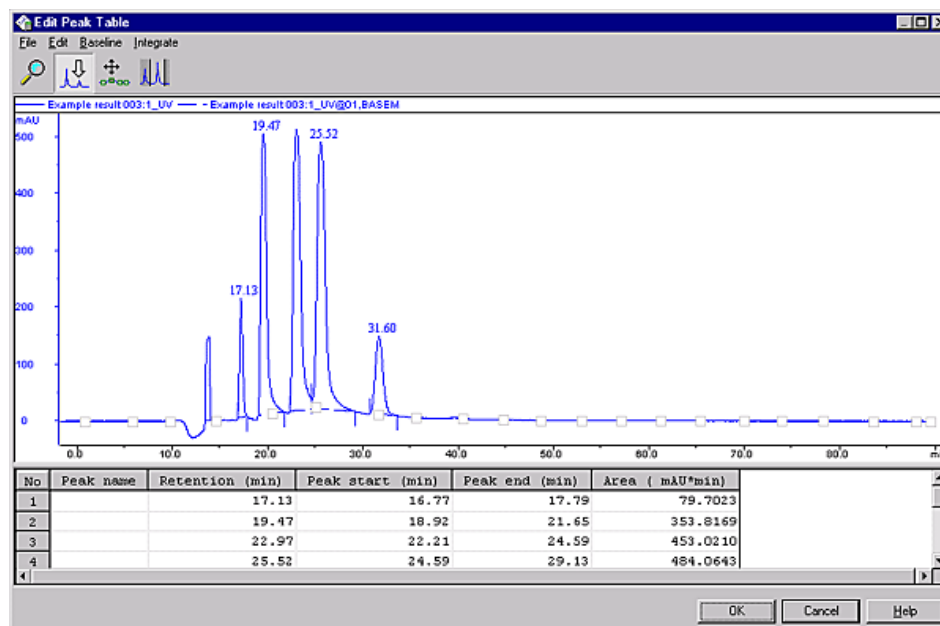 Edit Peak Table
File Edit Baseline Integrate
Example result 003:1_UV Example result 003:1_UV@01,BASEM
mAU
500
400
300
200
100
0
19.47
25.52
17.13
31.60
0.0 10.0 20.0 30.0 40.0 50.0 60.0 70.0 80.0
No Peak name Retention (min) Peak start (min) Peak end (min) Area ( mAU*min)
1 17.13 16.77 17.79 79.7023
2 19.47 18.92 21.65 353.8169
3 22.97 22.21 24.59 453.0210
4 25.52 24.59 29.13 484.0643
OK Cancel Help